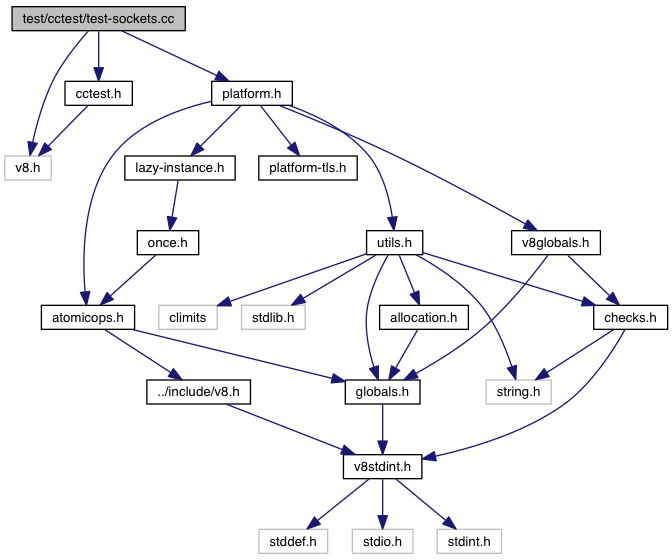 test/cctest/test-sockets.cc
cctest.h
platform.h
v8.h
lazy-instance.h
platform-tls.h
once.h
utils.h
v8globals.h
atomicops.h
climits
stdlib.h
allocation.h
checks.h
../include/v8.h
globals.h
string.h
v8stdint.h
stddef.h
stdio.h
stdint.h